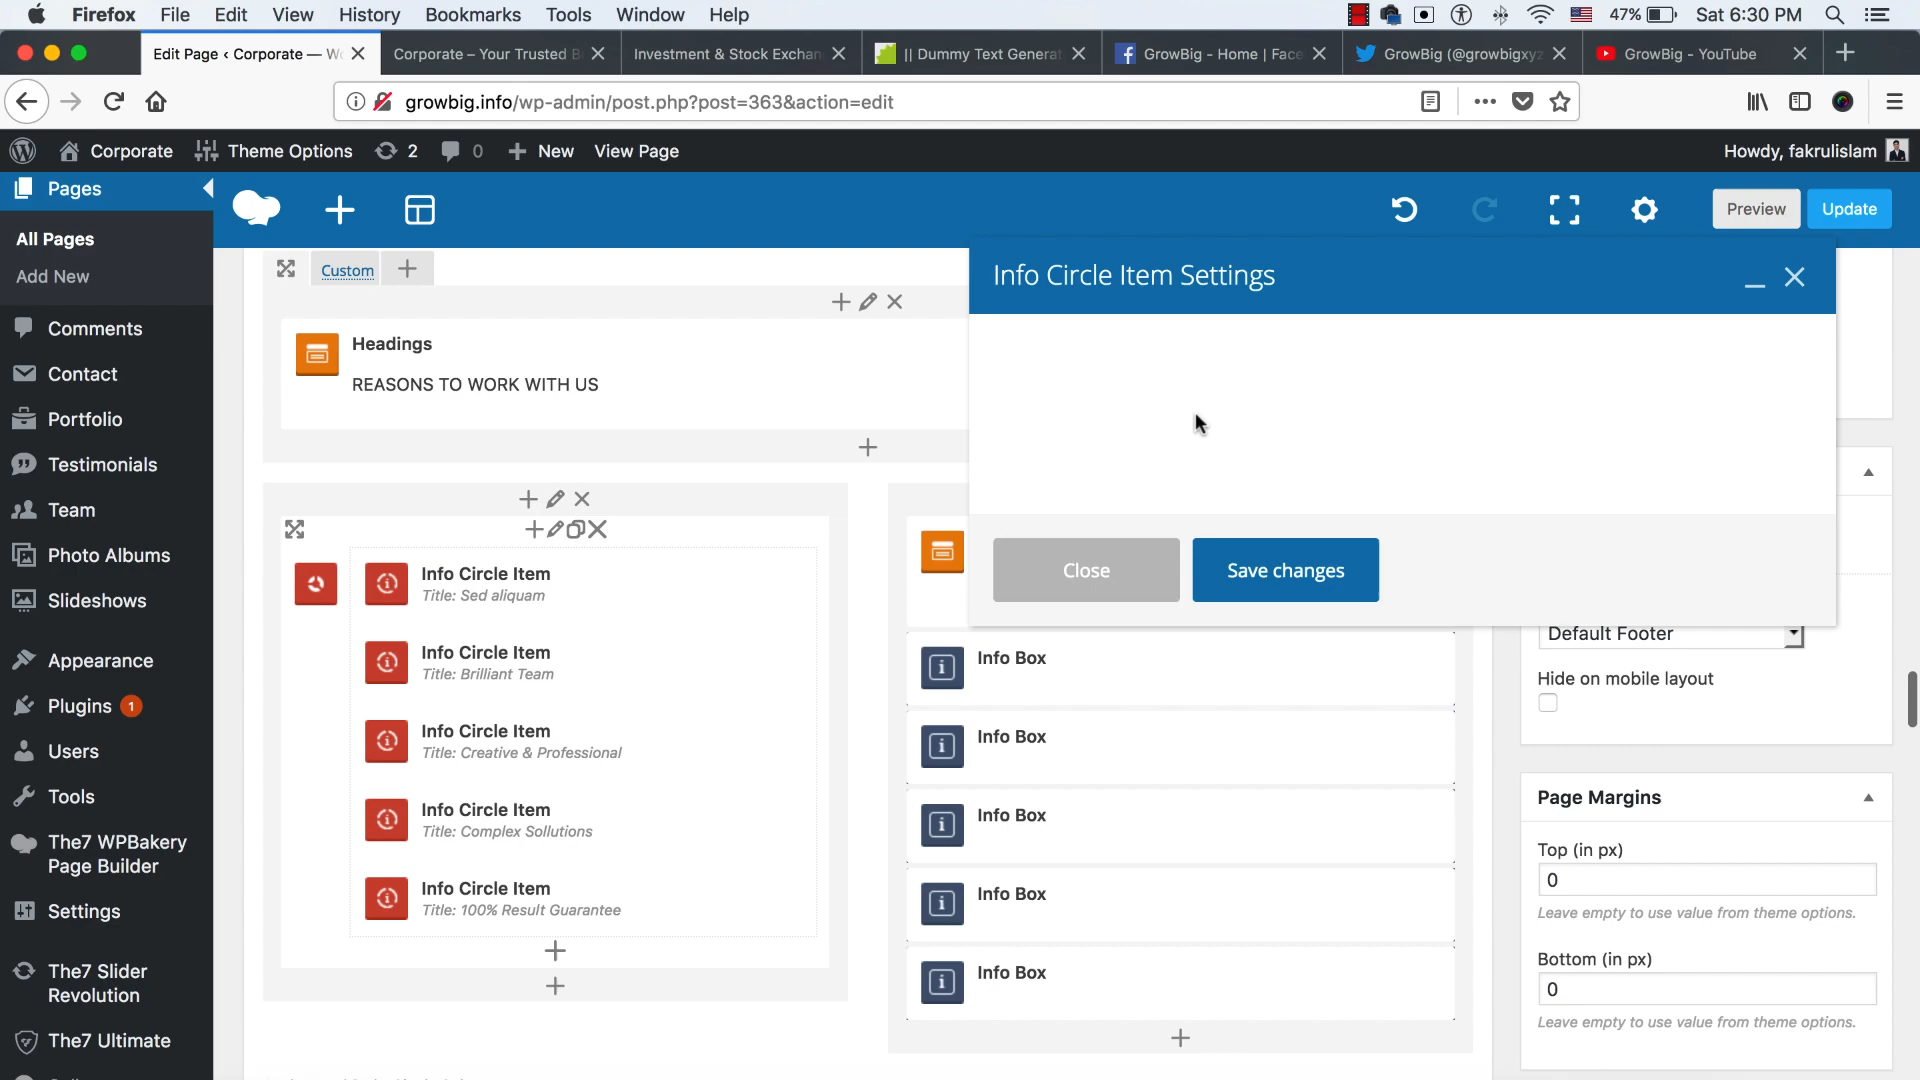 Firefox File Edit View History Bookmarks Tools Window Help 47% Sat 6:30 PM
Edit Page ‹ Corporate — W Corporate – Your Trusted B Investment & Stock Exchan || Dummy Text Generat GrowBig - Home | Face GrowBig (@growbigxyz GrowBig - YouTube
growbig.info/wp-admin/post.php?post=363&action=edit
Corporate Theme Options 2 0 New View Page Howdy, fakrulislam
Pages
Preview Update
All Pages
Add New
Comments
Contact
Portfolio
Testimonials
Team
Photo Albums
Slideshows
Appearance
Plugins 1
Users
Tools
The7 WPBakery
Page Builder
Settings
The7 Slider
Revolution
The7 Ultimate
Custom
Headings
REASONS TO WORK WITH US
Info Circle Item
Title: Sed aliquam
Info Circle Item
Title: Brilliant Team
Info Circle Item
Title: Creative & Professional
Info Circle Item
Title: Complex Sollutions
Info Circle Item
Title: 100% Result Guarantee
Info Circle Item Settings
Close Save changes
Info Box
Info Box
Info Box
Info Box
Info Box
Default Footer
Hide on mobile layout
Page Margins
Top (in px)
0
Leave empty to use value from theme options.
Bottom (in px)
0
Leave empty to use value from theme options.